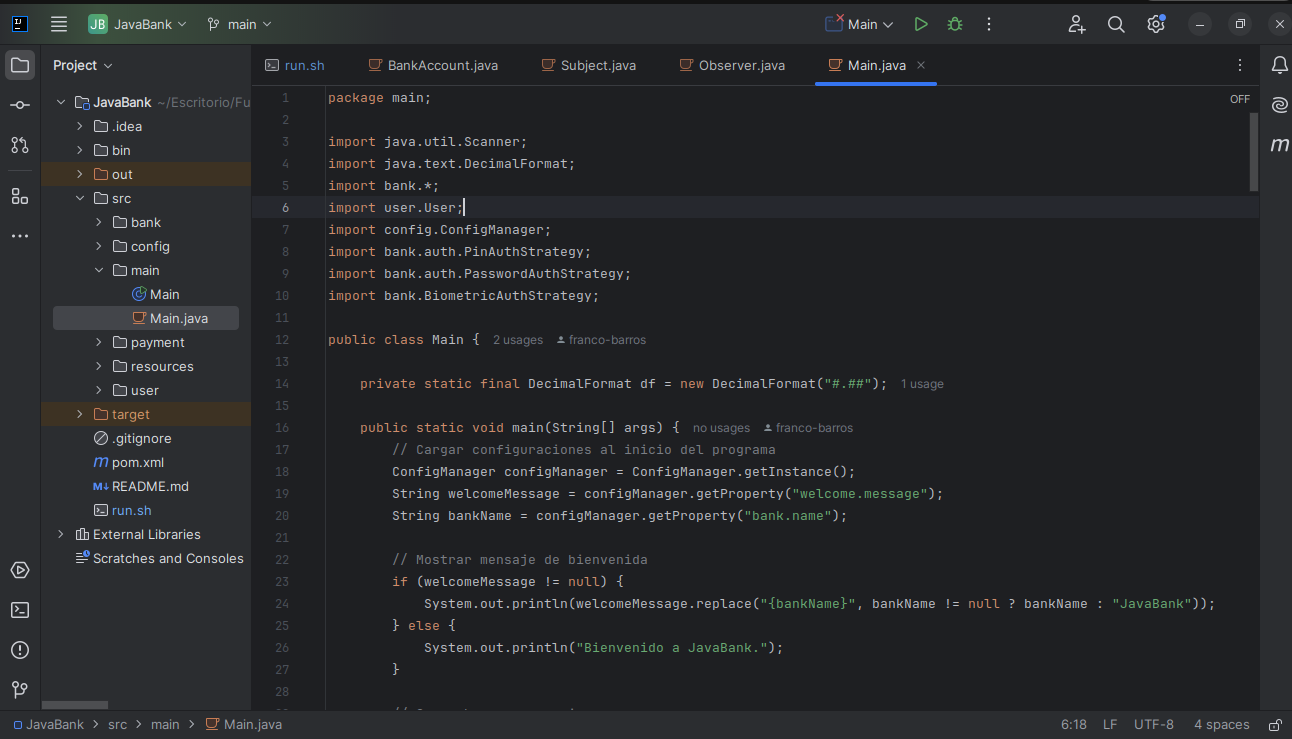 JB JavaBank main Main
Project
run.sh BankAccount.java Subject.java Observer.java Main.java
JavaBank ~/Escritorio/Fu
.idea
bin
out
src
bank
config
main
Main
Main.java
payment
resources
user
target
.gitignore
m pom.xml
M↓ README.md
run.sh
External Libraries
Scratches and Consoles
OFF
1 package main;
2
3 import java.util.Scanner;
4 import java.text.DecimalFormat;
5 import bank.*;
6 import user.User;
7 import config.ConfigManager;
8 import bank.auth.PinAuthStrategy;
9 import bank.auth.PasswordAuthStrategy;
10 import bank.BiometricAuthStrategy;
11
12 public class Main { 2 usages franco-barros
13
14 private static final DecimalFormat df = new DecimalFormat("#.##"); 1 usage
15
16 public static void main(String[] args) { no usages franco-barros
17 // Cargar configuraciones al inicio del programa
18 ConfigManager configManager = ConfigManager.getInstance();
19 String welcomeMessage = configManager.getProperty("welcome.message");
20 String bankName = configManager.getProperty("bank.name");
21
22 // Mostrar mensaje de bienvenida
23 if (welcomeMessage != null) {
24 System.out.println(welcomeMessage.replace("{bankName}", bankName != null ? bankName : "JavaBank"));
25 } else {
26 System.out.println("Bienvenido a JavaBank.");
27 }
28
m
JavaBank > src > main > Main.java 6:18 LF UTF-8 4 spaces